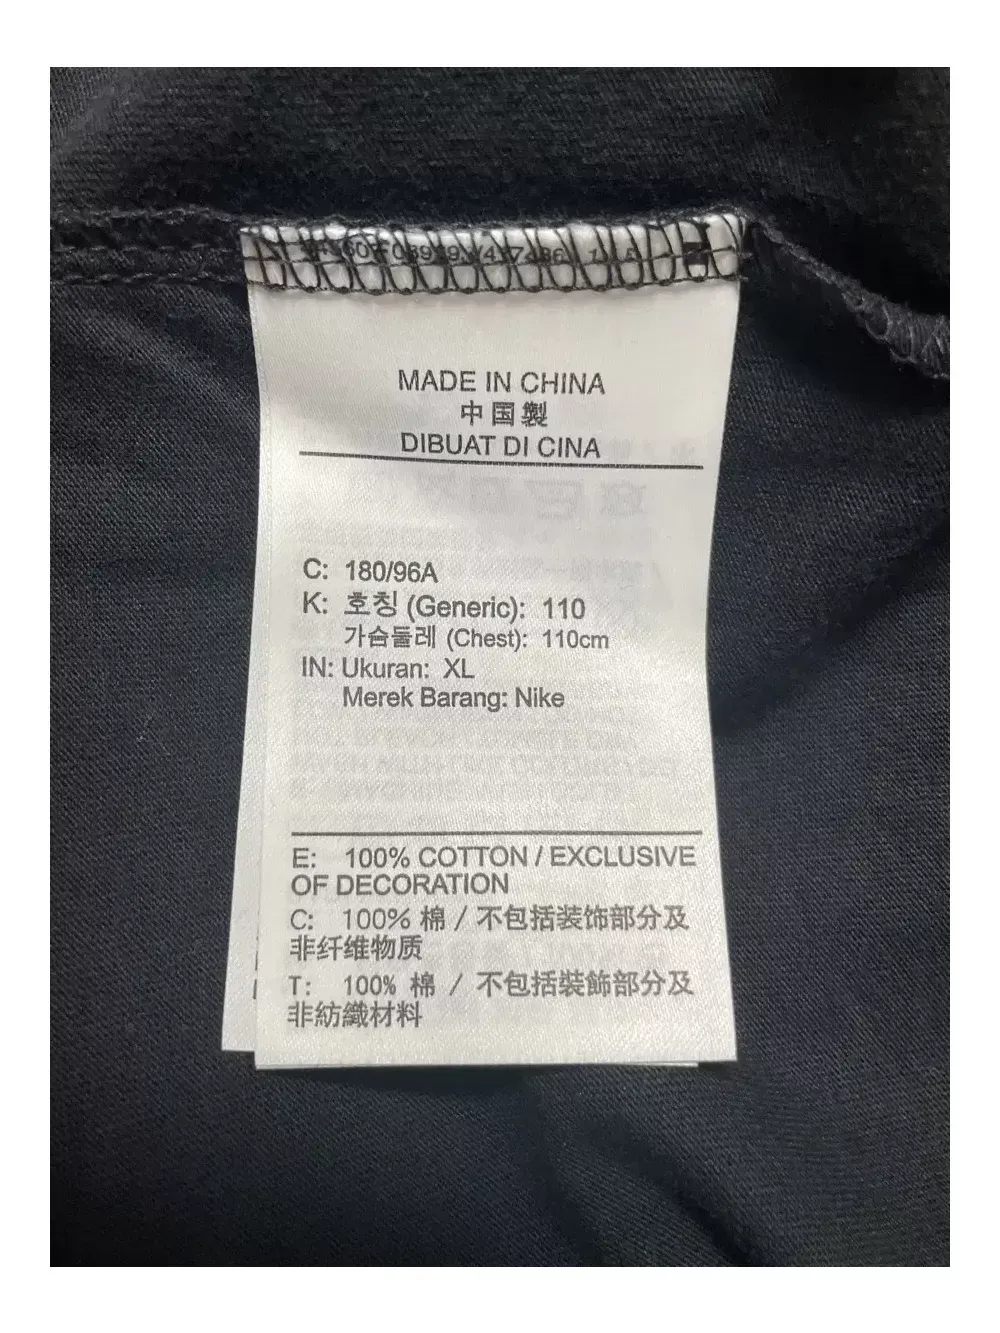 MADE IN CHINA
中国製
DIBUAT DI CINA
C: 180/96A
K: 호칭 (Generic): 110
가슴둘레 (Chest): 110cm
IN: Ukuran: XL
Merek Barang: Nike
E: 100% COTTON / EXCLUSIVE
OF DECORATION
C: 100% 棉 / 不包括装饰部分及
非纤维物质
T: 100% 棉 / 不包括裝飾部分及
非紡織材料